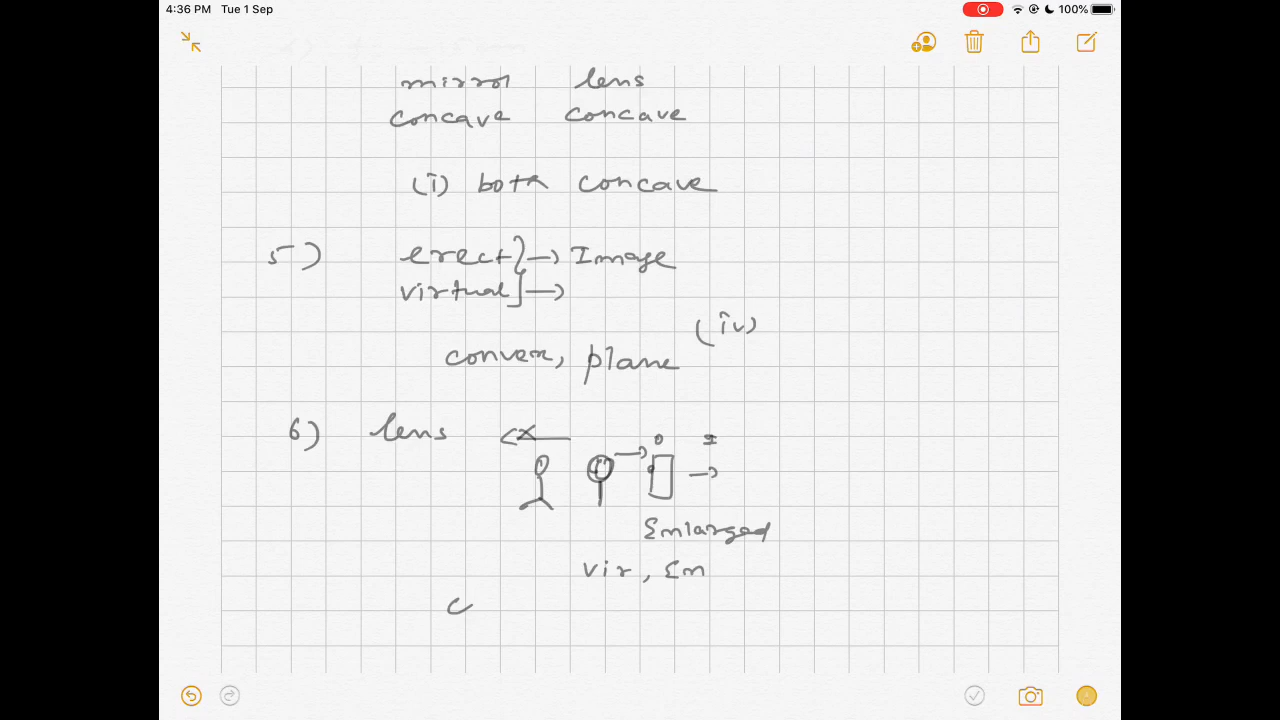 4:36 PM Tue 1 Sep 100%
mirror lens
concave concave
(i) both concave
5) erect } → Image
virtual ] →
(iv)
convex, plane
6) lens
O I
Enlarged
vir, En
C